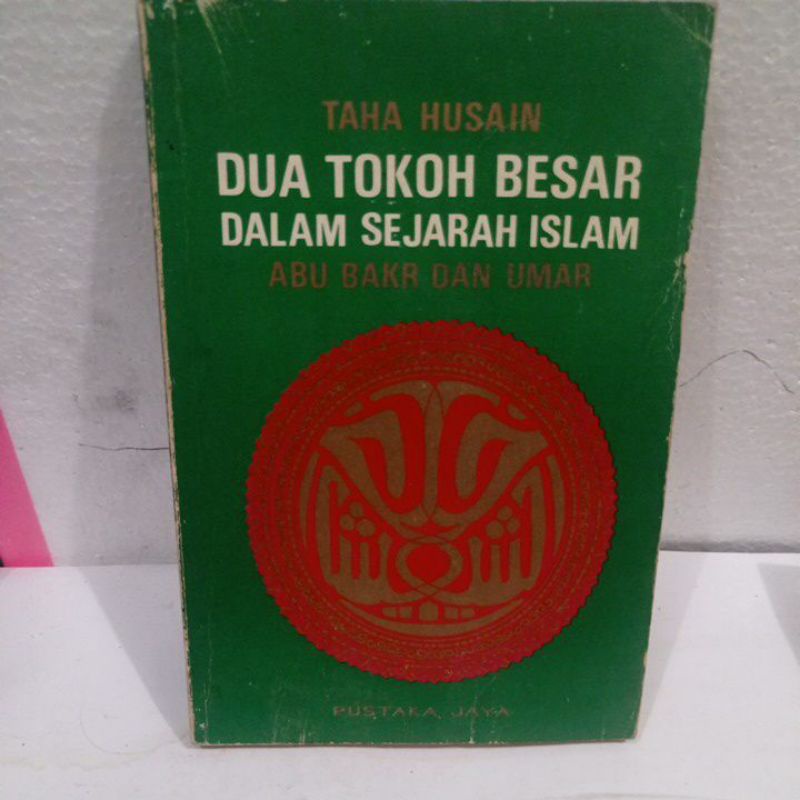 TAHA HUSAIN
DUA TOKOH BESAR
DALAM SEJARAH ISLAM
ABU BAKR DAN UMAR
PUSTAKA JAYA